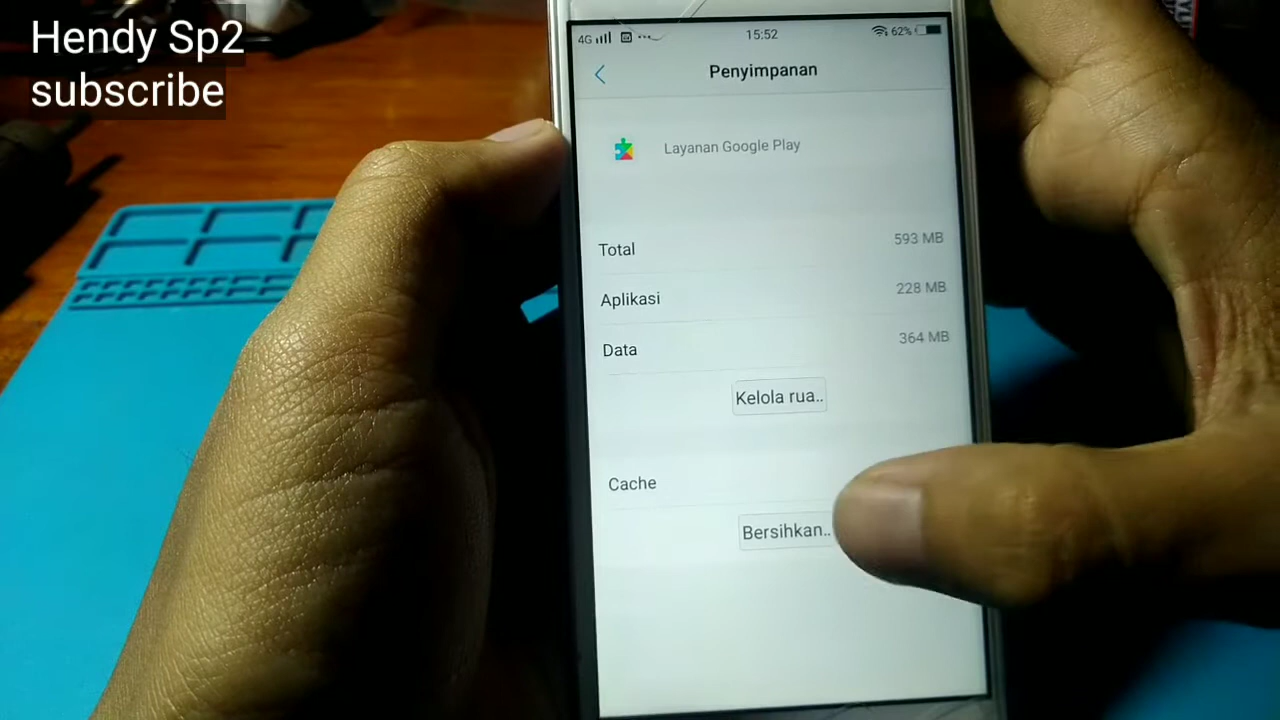 Hendy Sp2
subscribe
4G 15:52 62%
Penyimpanan
Layanan Google Play
Total 593 MB
Aplikasi 228 MB
Data 364 MB
Kelola rua..
Cache
Bersihkan..